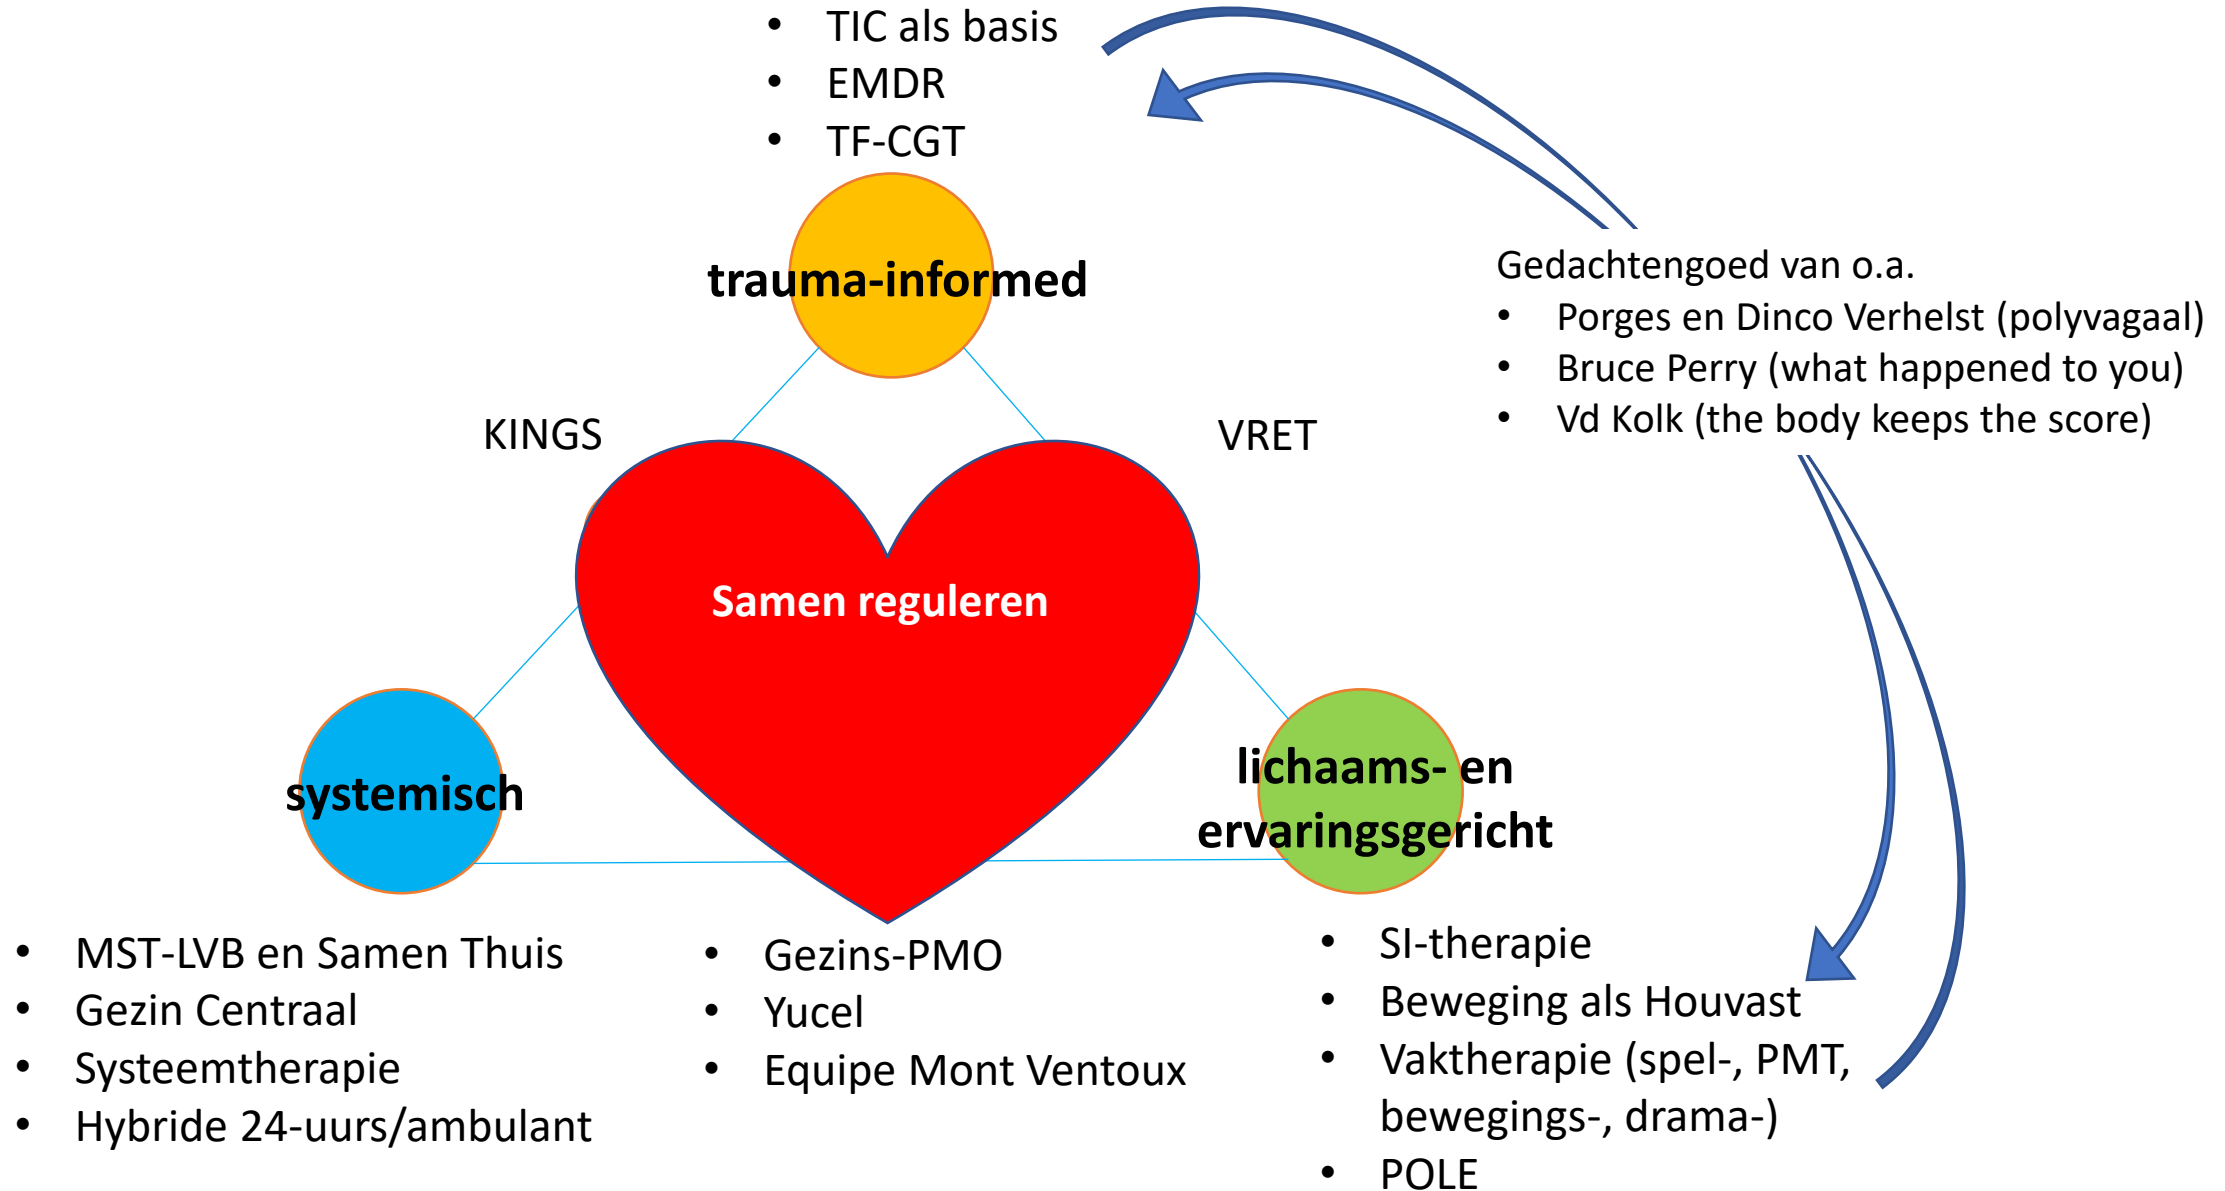 • TIC als basis
• EMDR
• TF-CGT
trauma-informed
Gedachtengoed van o.a.
• Porges en Dinco Verhelst (polyvagaal)
• Bruce Perry (what happened to you)
• Vd Kolk (the body keeps the score)
KINGS
VRET
Samen reguleren
systemisch
lichaams- en
ervaringsgericht
• MST-LVB en Samen Thuis
• Gezin Centraal
• Systeemtherapie
• Hybride 24-uurs/ambulant
• Gezins-PMO
• Yucel
• Equipe Mont Ventoux
• SI-therapie
• Beweging als Houvast
• Vaktherapie (spel-, PMT,
bewegings-, drama-)
• POLE